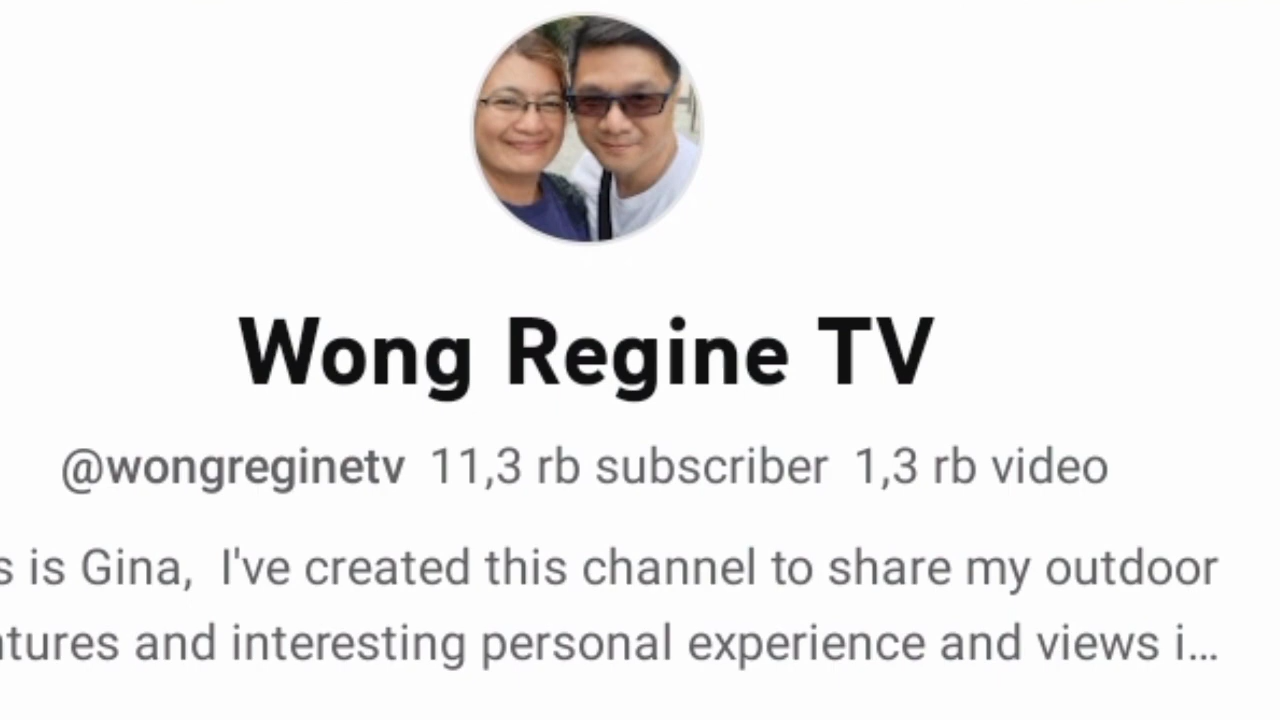 Wong Regine TV
@wongreginetv 11,3 rb subscriber 1,3 rb video
is Gina, I've created this channel to share my outdoor
and interesting personal experience and views i...